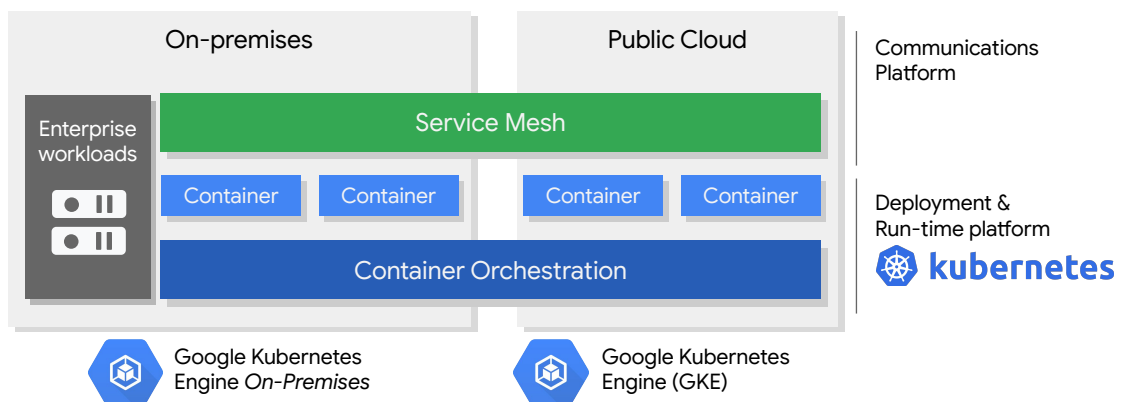 On-premises
Public Cloud
Communications
Platform
Enterprise
workloads
Service Mesh
Container
Container
Container
Container
Deployment &
Run-time platform
kubernetes
Container Orchestration
Google Kubernetes
Engine On-Premises
Google Kubernetes
Engine (GKE)